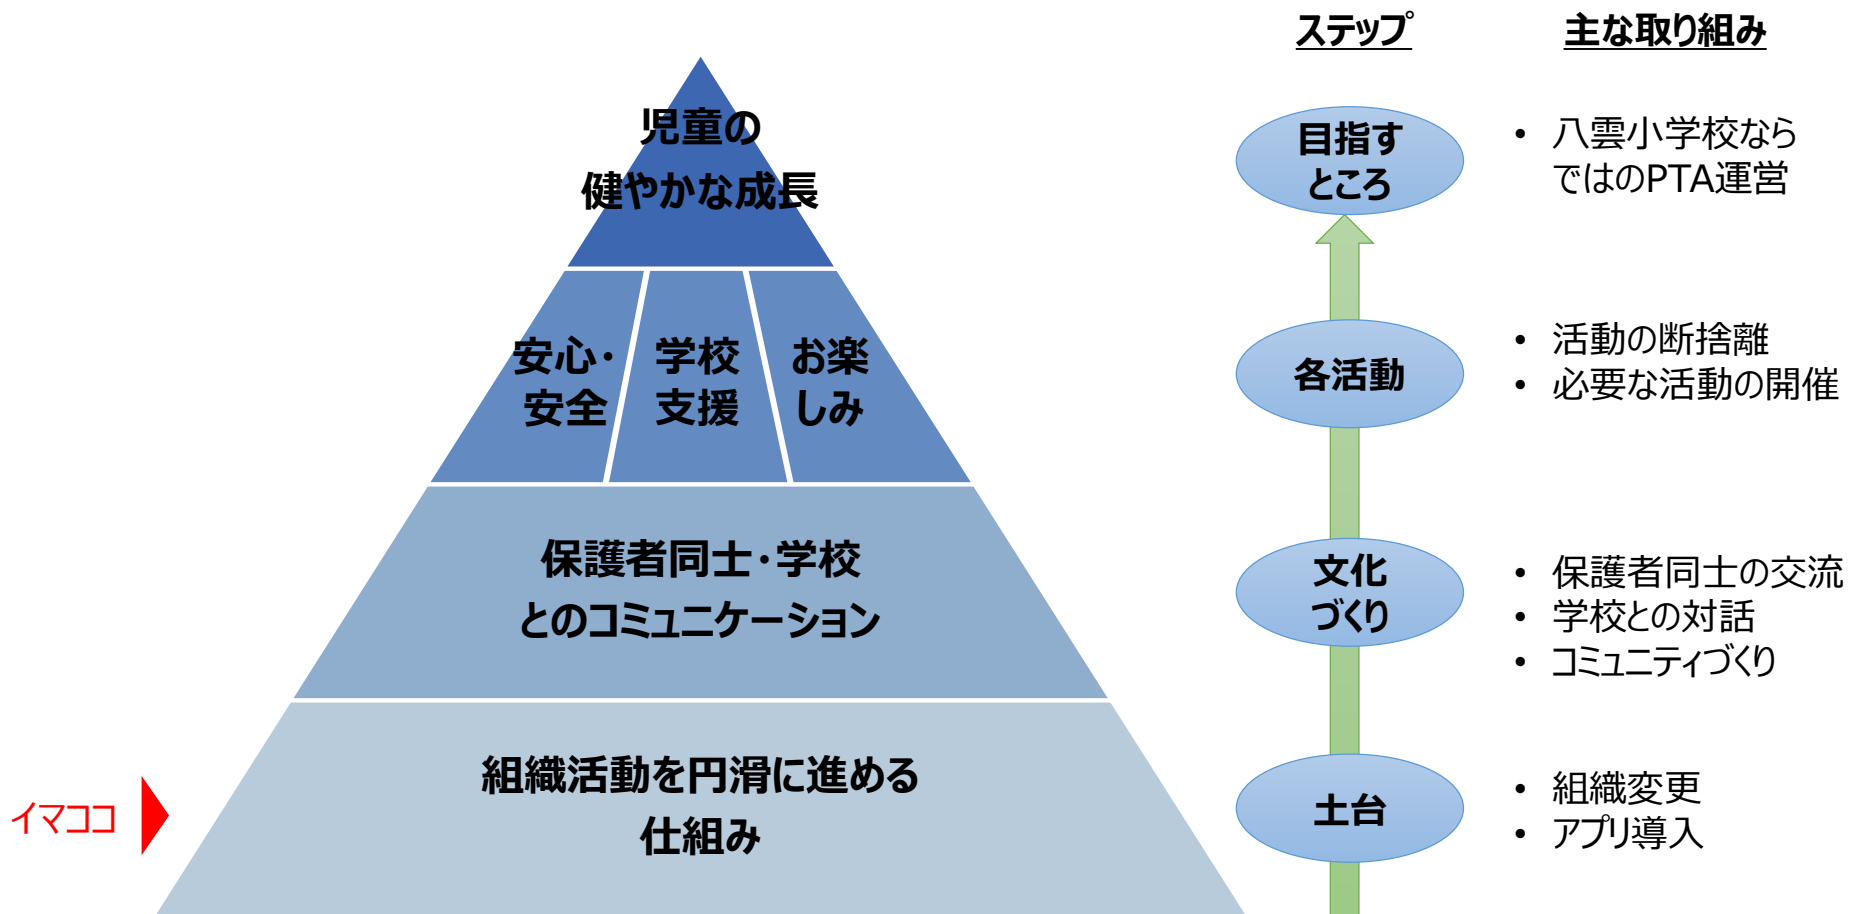 ステップ
主な取り組み
児童の
健やかな成長
目指す
ところ
• 八雲小学校なら
ではのPTA運営
安心・
安全
学校
支援
お楽
しみ
各活動
• 活動の断捨離
• 必要な活動の開催
保護者同士・学校
とのコミュニケーション
文化
づくり
• 保護者同士の交流
• 学校との対話
• コミュニティづくり
イマココ
組織活動を円滑に進める
仕組み
土台
• 組織変更
• アプリ導入